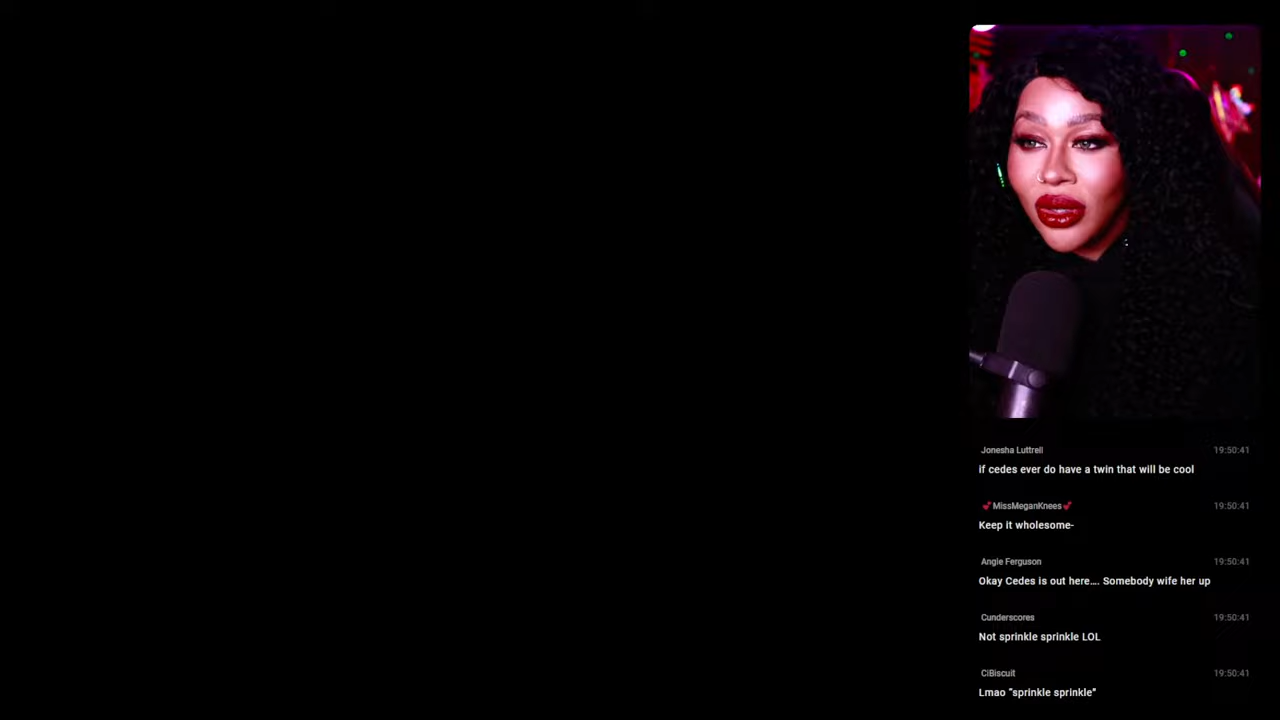 Jonesha Luttrell 19:50:41
if cedes ever do have a twin that will be cool
💕MissMeganKnees💕 19:50:41
Keep it wholesome-
Angie Ferguson 19:50:41
Okay Cedes is out here.... Somebody wife her up
Cunderscores 19:50:41
Not sprinkle sprinkle LOL
CiBiscuit 19:50:41
Lmao "sprinkle sprinkle"